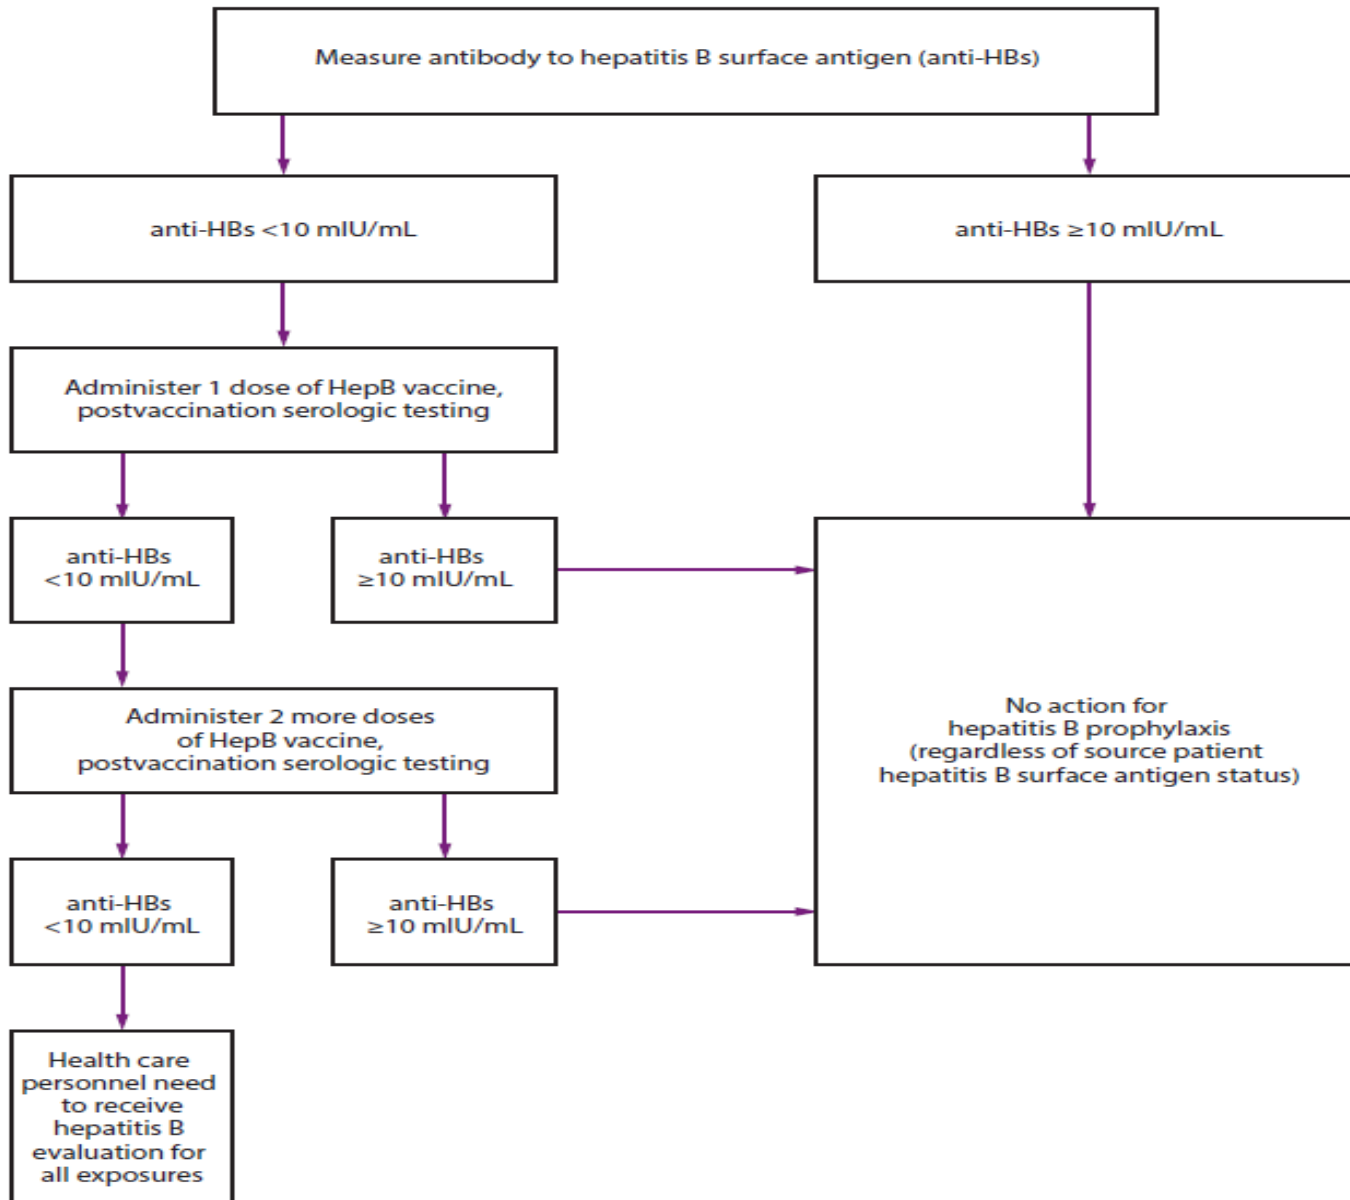 Measure antibody to hepatitis B surface antigen (anti-HBs)
anti-HBs <10 mIU/mL
anti-HBs ≥10 mIU/mL
Administer 1 dose of HepB vaccine,
postvaccination serologic testing
anti-HBs
<10 mIU/mL
anti-HBs
≥10 mIU/mL
Administer 2 more doses
of HepB vaccine,
postvaccination serologic testing
No action for
hepatitis B prophylaxis
(regardless of source patient
hepatitis B surface antigen status)
anti-HBs
<10 mIU/mL
anti-HBs
≥10 mIU/mL
Health care
personnel need
to receive
hepatitis B
evaluation for
all exposures